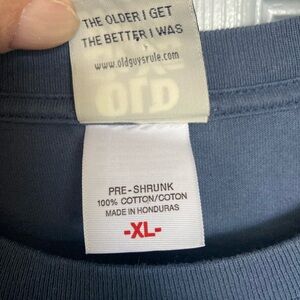 THE OLDER I GET
THE BETTER I WAS
www.oldguysrule.com
PRE-SHRUNK
100% COTTON/COTON
MADE IN HONDURAS
-XL-